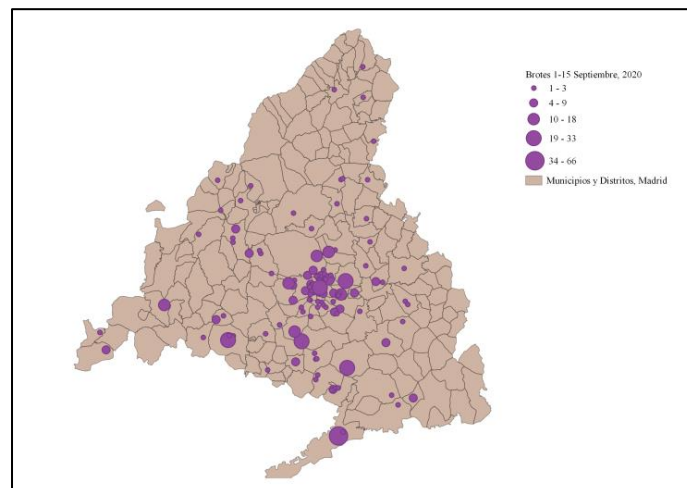 Brotes 1-15 Septiembre, 2020
1 - 3
4 - 9
10 - 18
19 - 33
34 - 66
Municipios y Distritos, Madrid